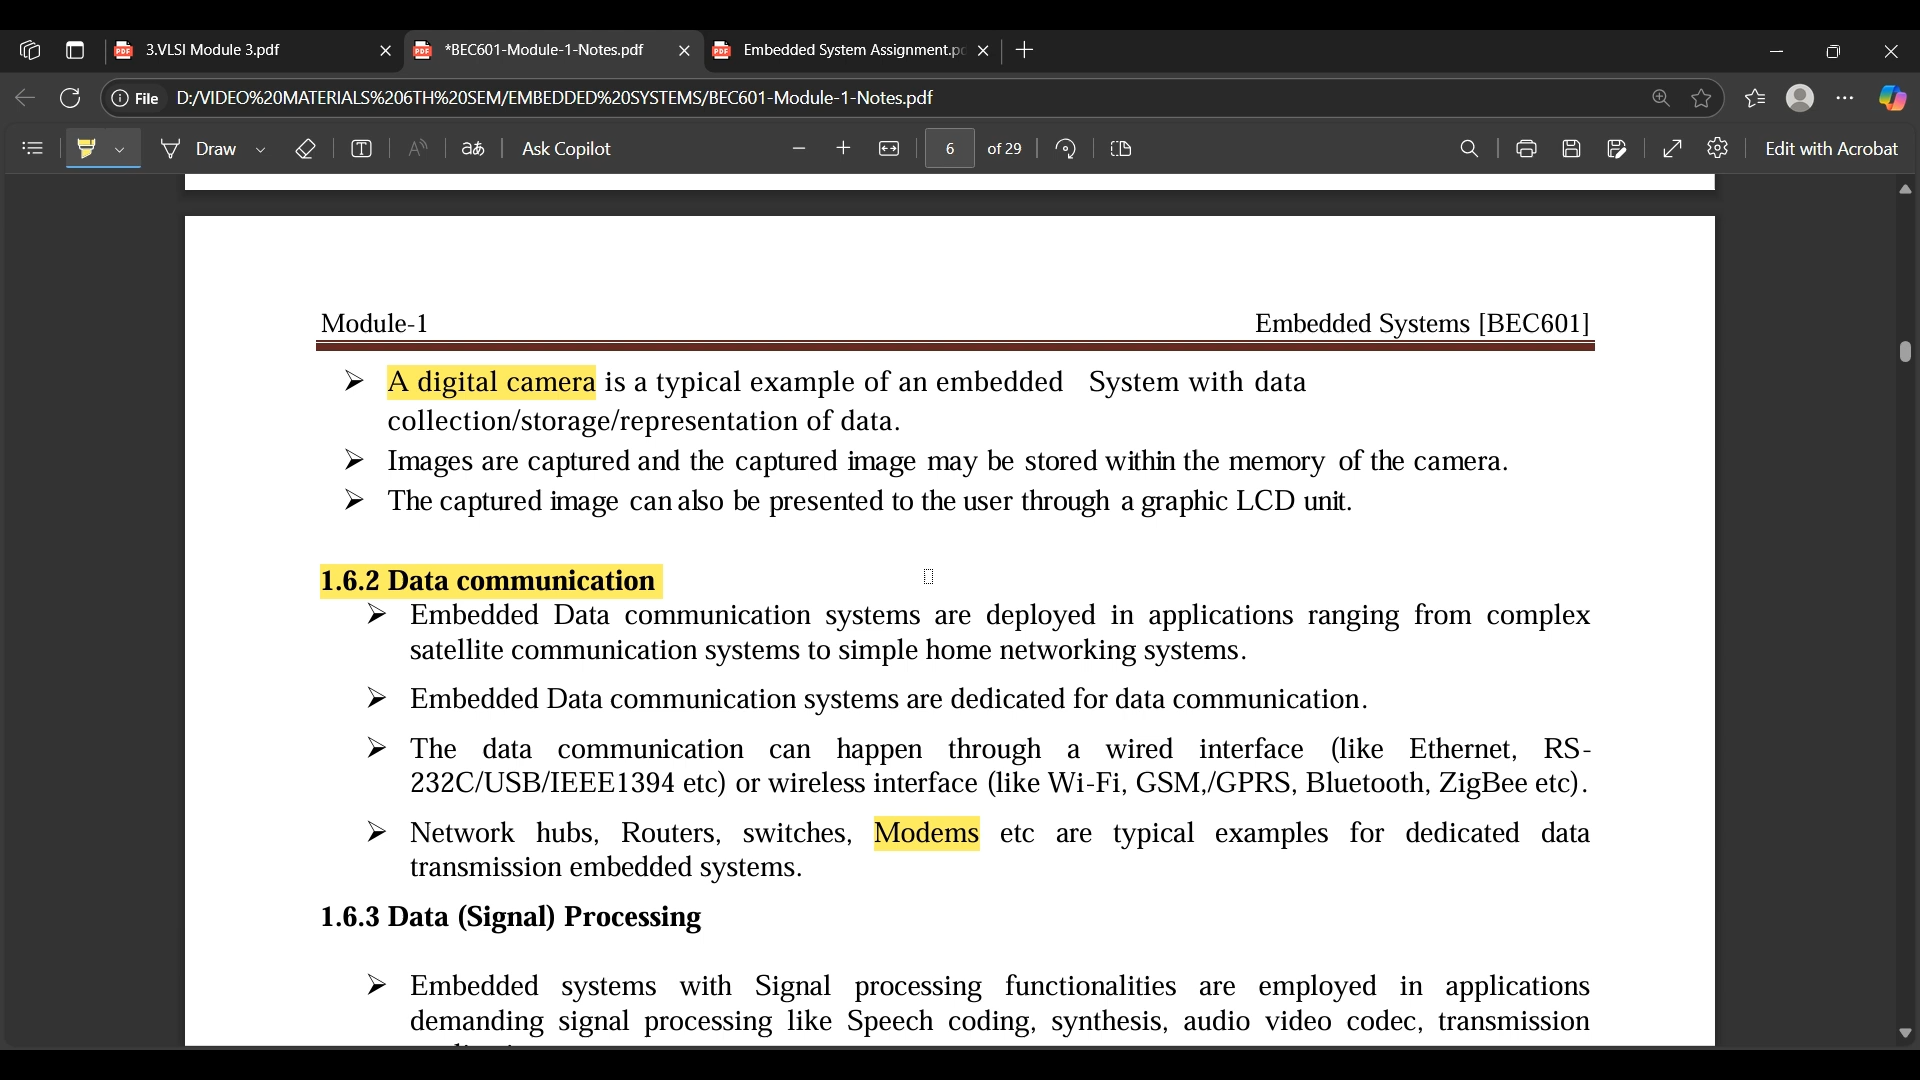 3.VLSI Module 3.pdf
*BEC601-Module-1-Notes.pdf
Embedded System Assignment.p
File
D:/VIDEO%20MATERIALS%206TH%20SEM/EMBEDDED%20SYSTEMS/BEC601-Module-1-Notes.pdf
Draw
aあ
Ask Copilot
6
of 29
Edit with Acrobat
Module-1
Embedded Systems [BEC601]
➢ A digital camera is a typical example of an embedded System with data
collection/storage/representation of data.
➢ Images are captured and the captured image may be stored within the memory of the camera.
➢ The captured image can also be presented to the user through a graphic LCD unit.
1.6.2 Data communication
➢ Embedded Data communication systems are deployed in applications ranging from complex
satellite communication systems to simple home networking systems.
➢ Embedded Data communication systems are dedicated for data communication.
➢ The data communication can happen through a wired interface (like Ethernet, RS-
232C/USB/IEEE1394 etc) or wireless interface (like Wi-Fi, GSM,/GPRS, Bluetooth, ZigBee etc).
➢ Network hubs, Routers, switches, Modems etc are typical examples for dedicated data
transmission embedded systems.
1.6.3 Data (Signal) Processing
➢ Embedded systems with Signal processing functionalities are employed in applications
demanding signal processing like Speech coding, synthesis, audio video codec, transmission